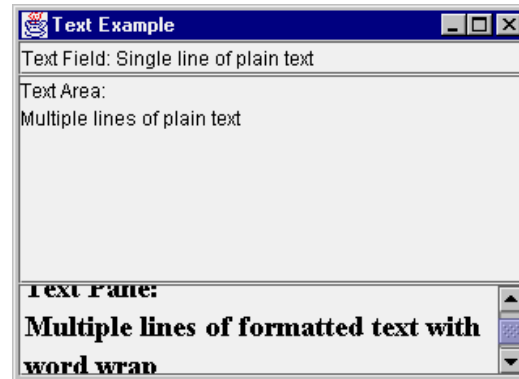 Text Example
Text Field: Single line of plain text
Text Area:
Multiple lines of plain text
Text Pane:
Multiple lines of formatted text with
word wrap